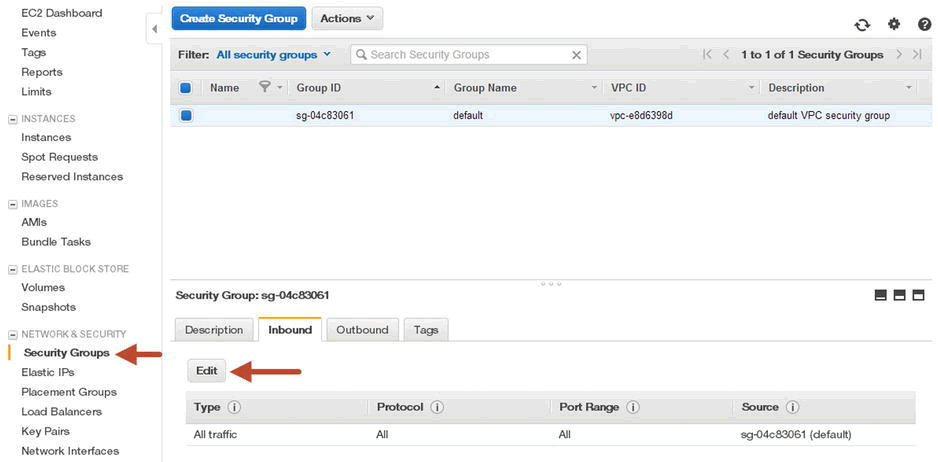 EC2 Dashboard
Events
Tags
Reports
Limits
INSTANCES
Instances
Spot Requests
Reserved Instances
IMAGES
AMIs
Bundle Tasks
ELASTIC BLOCK STORE
Volumes
Snapshots
NETWORK & SECURITY
Security Groups
Elastic IPs
Placement Groups
Load Balancers
Key Pairs
Network Interfaces
Create Security Group Actions
Filter: All security groups Search Security Groups 1 to 1 of 1 Security Groups
Name Group ID Group Name VPC ID Description
sg-04c83061 default vpc-e8d6398d default VPC security group
Security Group: sg-04c83061
Description Inbound Outbound Tags
Edit
Type Protocol Port Range Source
All traffic All All sg-04c83061 (default)